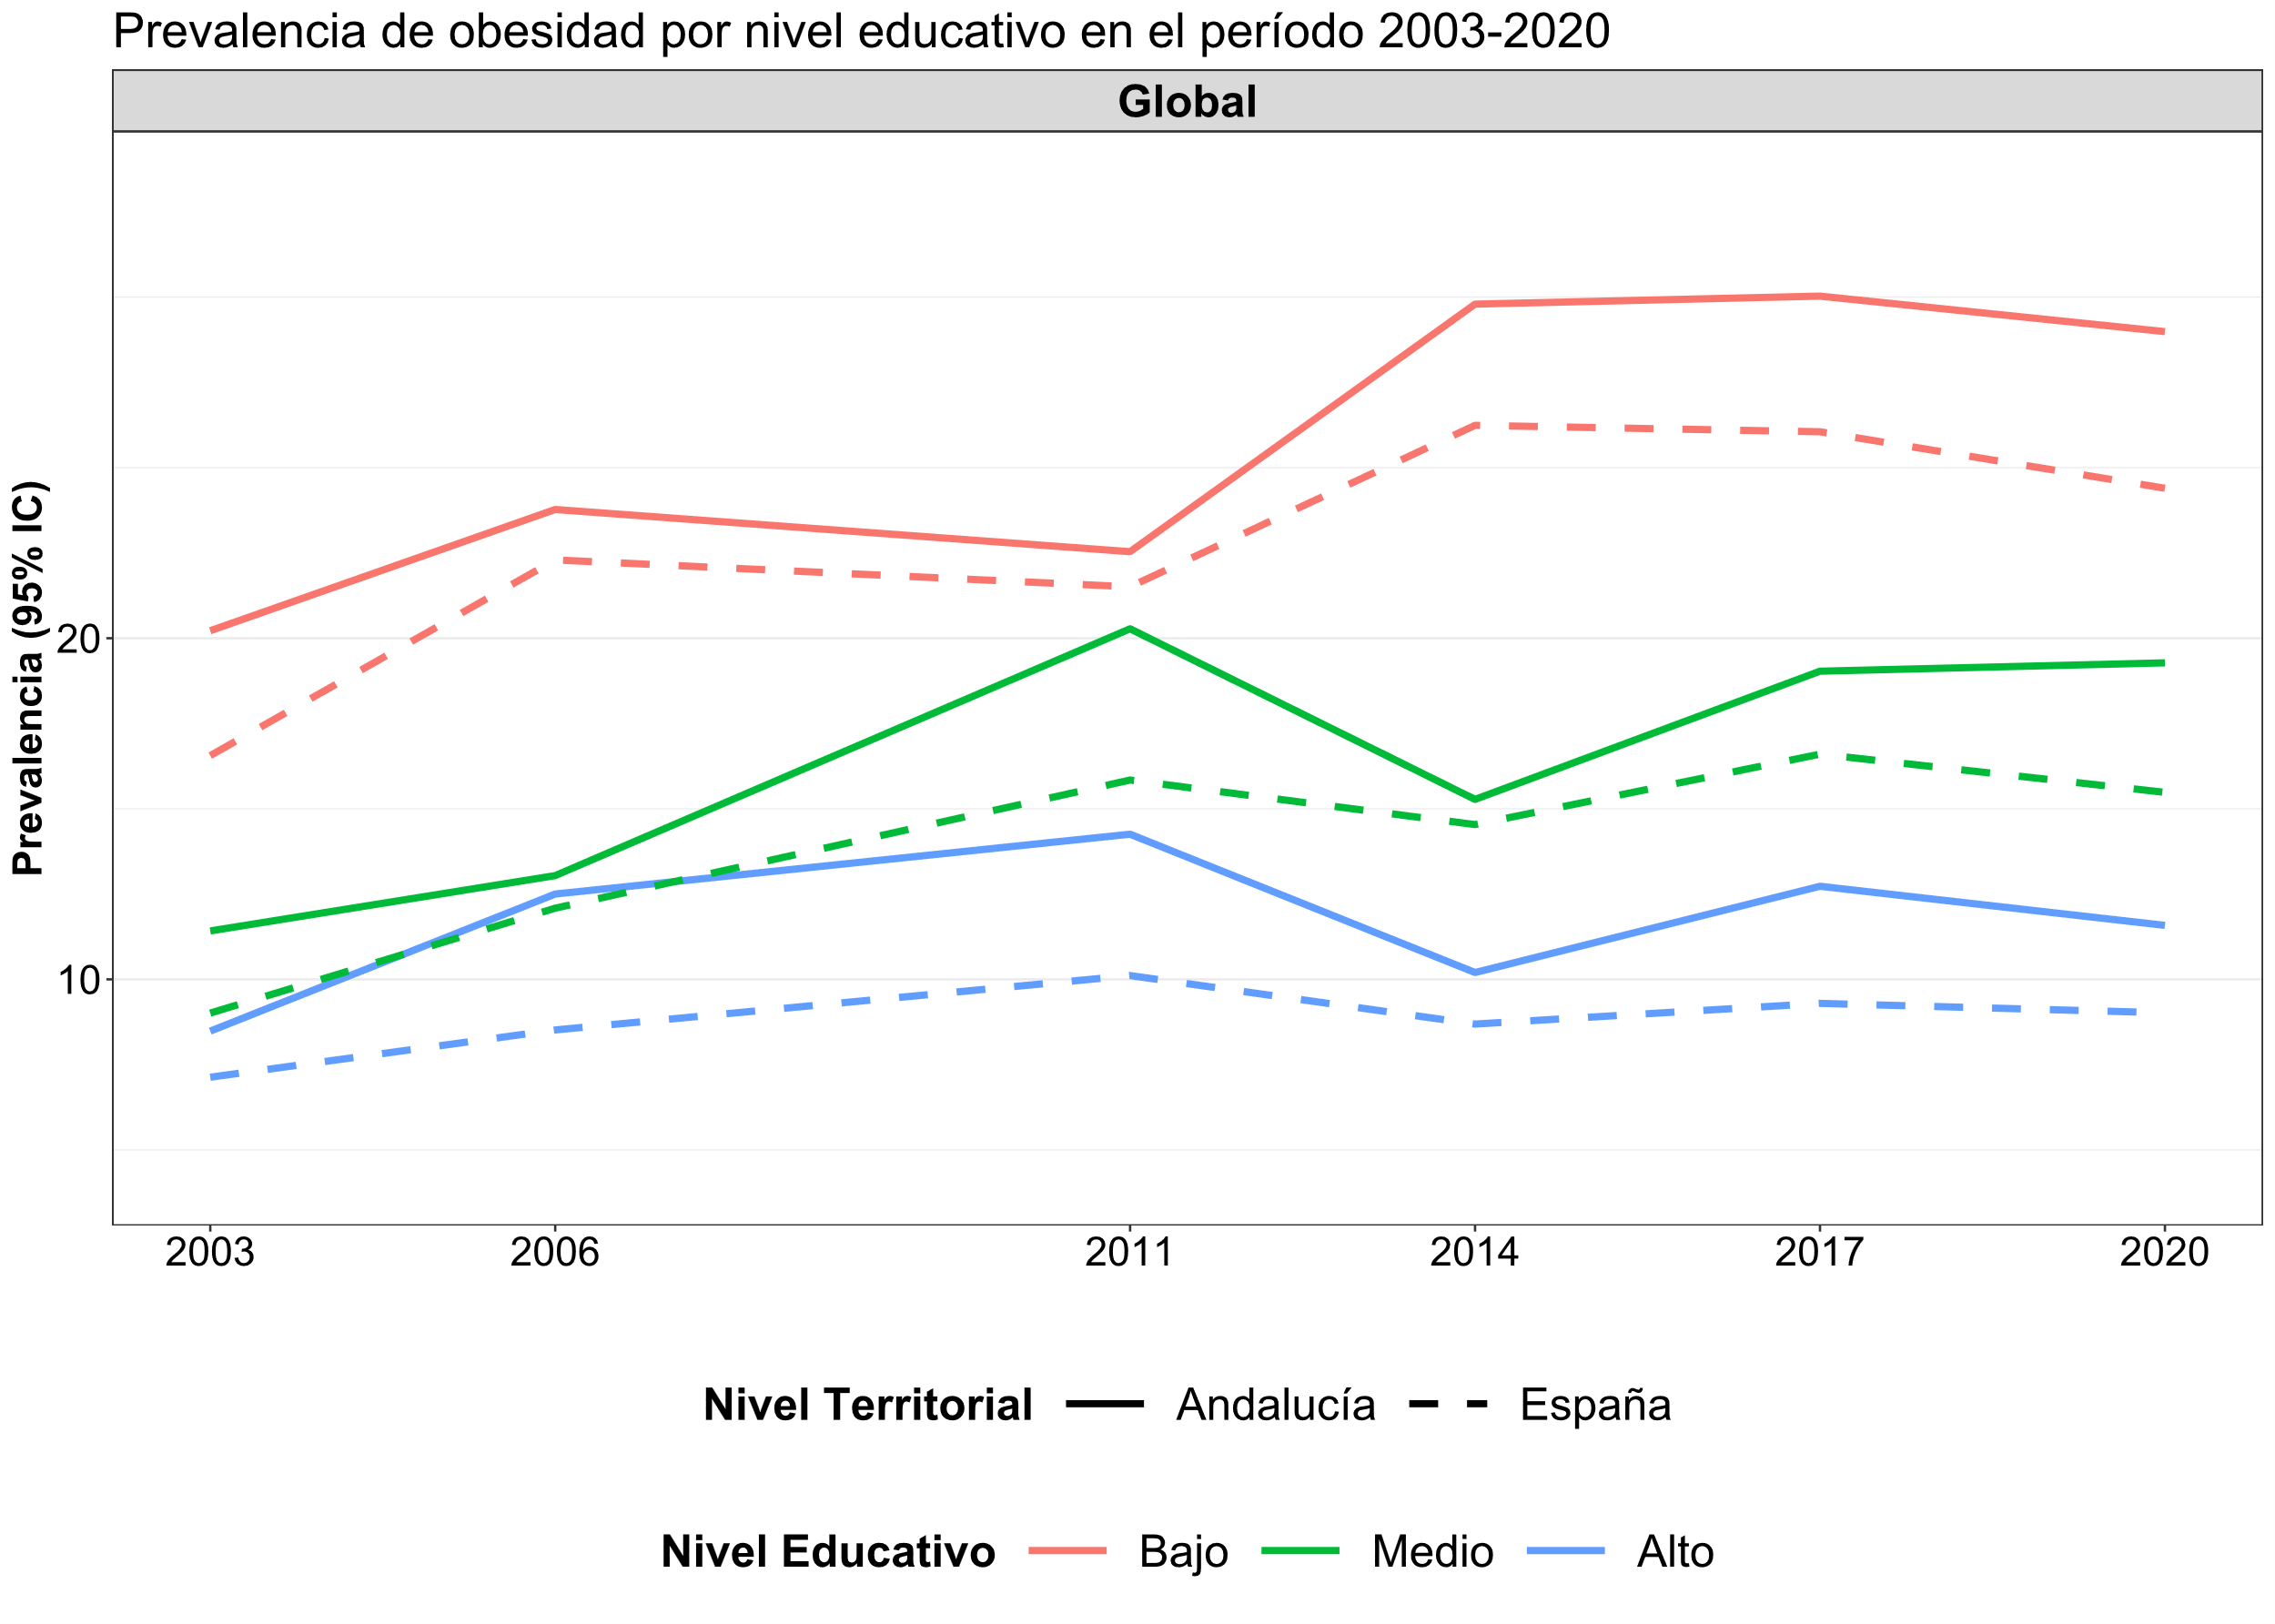 Prevalencia de obesidad por nivel educativo en el período 2003-2020
Global
Prevalencia (95% IC)
20
10
2003 2006 2011 2014 2017 2020
Nivel Territorial Andalucía España
Nivel Educativo Bajo Medio Alto